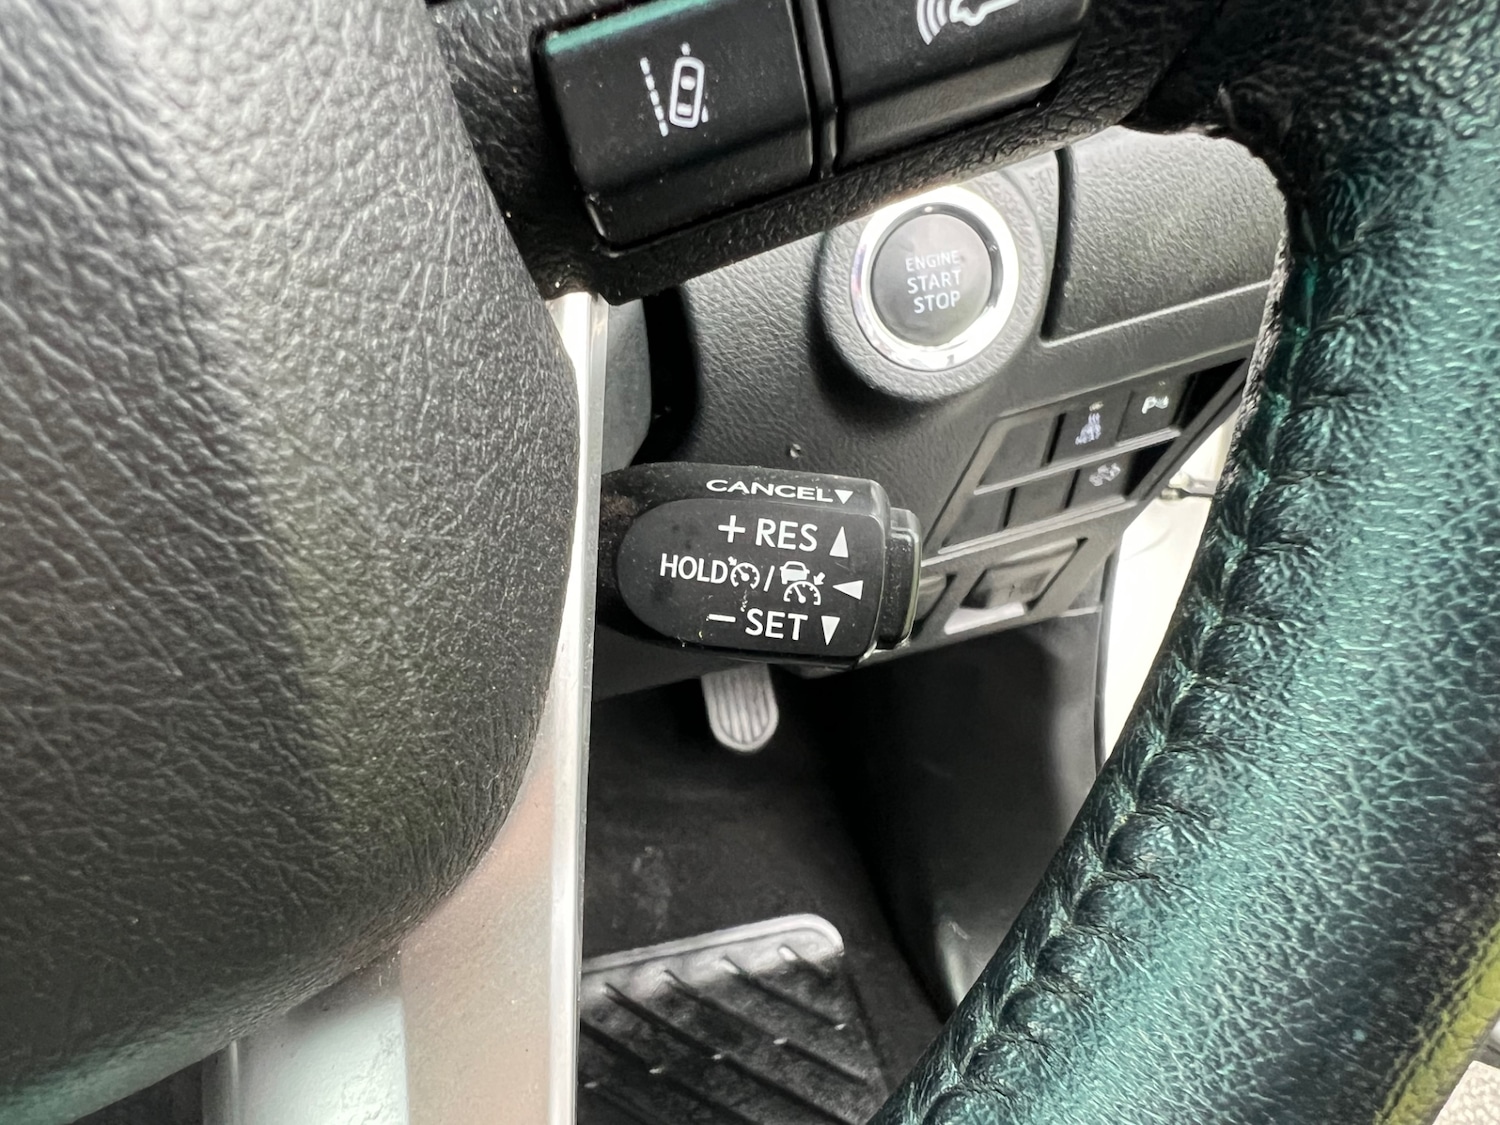 ENGINE
START
STOP
CANCEL▼
+ RES ▲
HOLD / ◀
− SET ▼